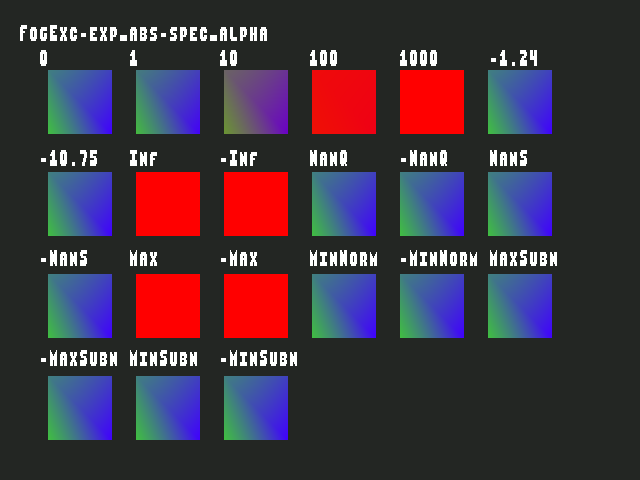 FogExc-exp_abs-spec_alpha
0 1 10 100 1000 -1.24
-10.75 Inf -Inf NanQ -NanQ NanS
-NanS Max -Max MinNorm -MinNorm MaxSubN
-MaxSubN MinSubN -MinSubN